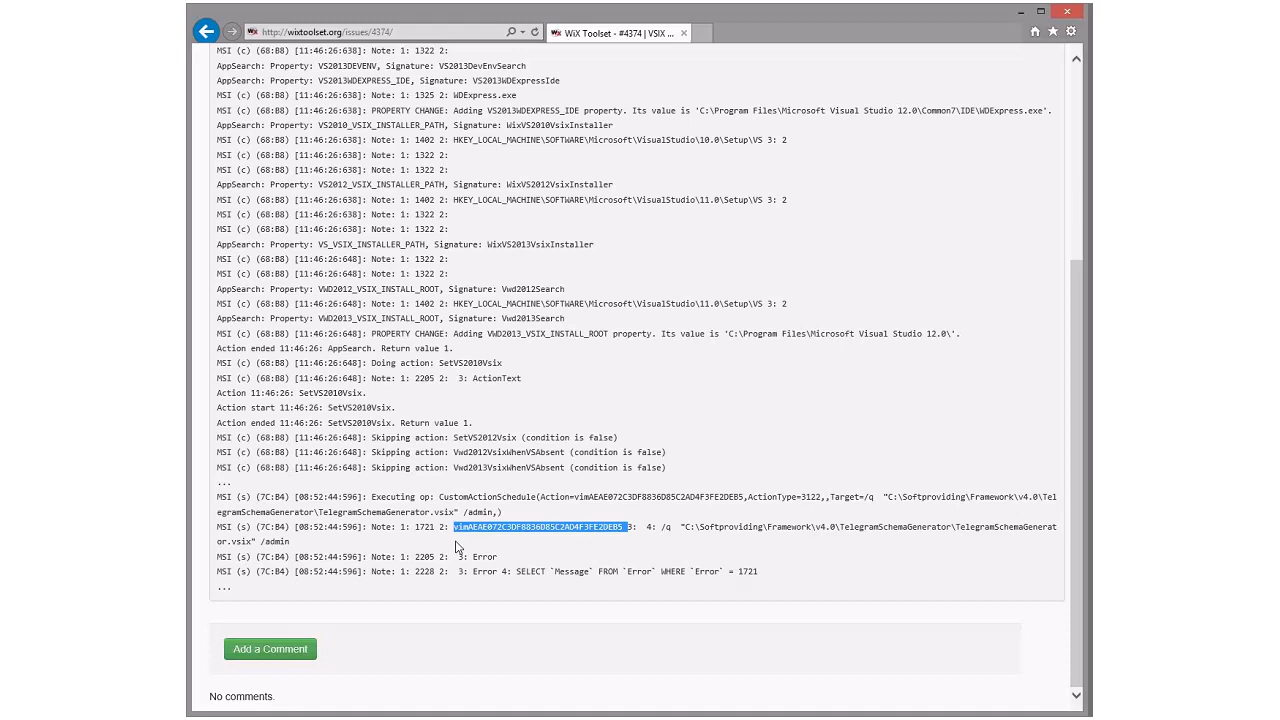 http://wixtoolset.org/issues/4374/
WiX Toolset - #4374 | VSIX ...
MSI (c) (68:B8) [11:46:26:638]: Note: 1: 1322 2:
AppSearch: Property: VS2013DEVENV, Signature: VS2013DevEnvSearch
AppSearch: Property: VS2013WDEXPRESS_IDE, Signature: VS2013WDExpressIde
MSI (c) (68:B8) [11:46:26:638]: Note: 1: 1325 2: WDExpress.exe
MSI (c) (68:B8) [11:46:26:638]: PROPERTY CHANGE: Adding VS2013WDEXPRESS_IDE property. Its value is 'C:\Program Files\Microsoft Visual Studio 12.0\Common7\IDE\WDExpress.exe'.
AppSearch: Property: VS2010_VSIX_INSTALLER_PATH, Signature: WixVS2010VsixInstaller
MSI (c) (68:B8) [11:46:26:638]: Note: 1: 1402 2: HKEY_LOCAL_MACHINE\SOFTWARE\Microsoft\VisualStudio\10.0\Setup\VS 3: 2
MSI (c) (68:B8) [11:46:26:638]: Note: 1: 1322 2:
MSI (c) (68:B8) [11:46:26:638]: Note: 1: 1322 2:
AppSearch: Property: VS2012_VSIX_INSTALLER_PATH, Signature: WixVS2012VsixInstaller
MSI (c) (68:B8) [11:46:26:638]: Note: 1: 1402 2: HKEY_LOCAL_MACHINE\SOFTWARE\Microsoft\VisualStudio\11.0\Setup\VS 3: 2
MSI (c) (68:B8) [11:46:26:638]: Note: 1: 1322 2:
MSI (c) (68:B8) [11:46:26:638]: Note: 1: 1322 2:
AppSearch: Property: VS_VSIX_INSTALLER_PATH, Signature: WixVS2013VsixInstaller
MSI (c) (68:B8) [11:46:26:648]: Note: 1: 1322 2:
MSI (c) (68:B8) [11:46:26:648]: Note: 1: 1322 2:
AppSearch: Property: VWD2012_VSIX_INSTALL_ROOT, Signature: Vwd2012Search
MSI (c) (68:B8) [11:46:26:648]: Note: 1: 1402 2: HKEY_LOCAL_MACHINE\SOFTWARE\Microsoft\VisualStudio\11.0\Setup\VS 3: 2
AppSearch: Property: VWD2013_VSIX_INSTALL_ROOT, Signature: Vwd2013Search
MSI (c) (68:B8) [11:46:26:648]: PROPERTY CHANGE: Adding VWD2013_VSIX_INSTALL_ROOT property. Its value is 'C:\Program Files\Microsoft Visual Studio 12.0\'.
Action ended 11:46:26: AppSearch. Return value 1.
MSI (c) (68:B8) [11:46:26:648]: Doing action: SetVS2010Vsix
MSI (c) (68:B8) [11:46:26:648]: Note: 1: 2205 2:  3: ActionText
Action 11:46:26: SetVS2010Vsix.
Action start 11:46:26: SetVS2010Vsix.
Action ended 11:46:26: SetVS2010Vsix. Return value 1.
MSI (c) (68:B8) [11:46:26:648]: Skipping action: SetVS2012Vsix (condition is false)
MSI (c) (68:B8) [11:46:26:648]: Skipping action: Vwd2012VsixWhenVSAbsent (condition is false)
MSI (c) (68:B8) [11:46:26:648]: Skipping action: Vwd2013VsixWhenVSAbsent (condition is false)
...
MSI (s) (7C:B4) [08:52:44:596]: Executing op: CustomActionSchedule(Action=vimAEAE072C3DF8836D85C2AD4F3FE2DEB5,ActionType=3122,,Target=/q  "C:\Softproviding\Framework\v4.0\Tel
egramSchemaGenerator\TelegramSchemaGenerator.vsix" /admin,)
MSI (s) (7C:B4) [08:52:44:596]: Note: 1: 1721 2: vimAEAE072C3DF8836D85C2AD4F3FE2DEB5 3:  4: /q  "C:\Softproviding\Framework\v4.0\TelegramSchemaGenerator\TelegramSchemaGenerat
or.vsix" /admin
MSI (s) (7C:B4) [08:52:44:596]: Note: 1: 2205 2:  3: Error
MSI (s) (7C:B4) [08:52:44:596]: Note: 1: 2228 2:  3: Error 4: SELECT `Message` FROM `Error` WHERE `Error` = 1721
...
Add a Comment
No comments.